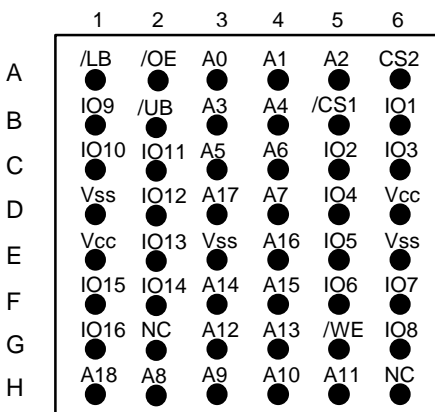 1 2 3 4 5 6
A /LB /OE A0 A1 A2 CS2
B IO9 /UB A3 A4 /CS1 IO1
C IO10 IO11 A5 A6 IO2 IO3
D Vss IO12 A17 A7 IO4 Vcc
E Vcc IO13 Vss A16 IO5 Vss
F IO15 IO14 A14 A15 IO6 IO7
G IO16 NC A12 A13 /WE IO8
H A18 A8 A9 A10 A11 NC